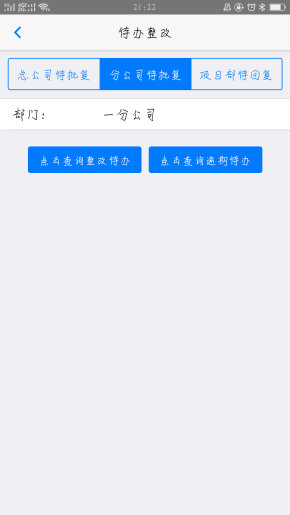 21:22
待办整改
总公司待批复 分公司待批复 项目部待回复
部门: 一分公司
点击查询整改待办 点击查询逾期待办